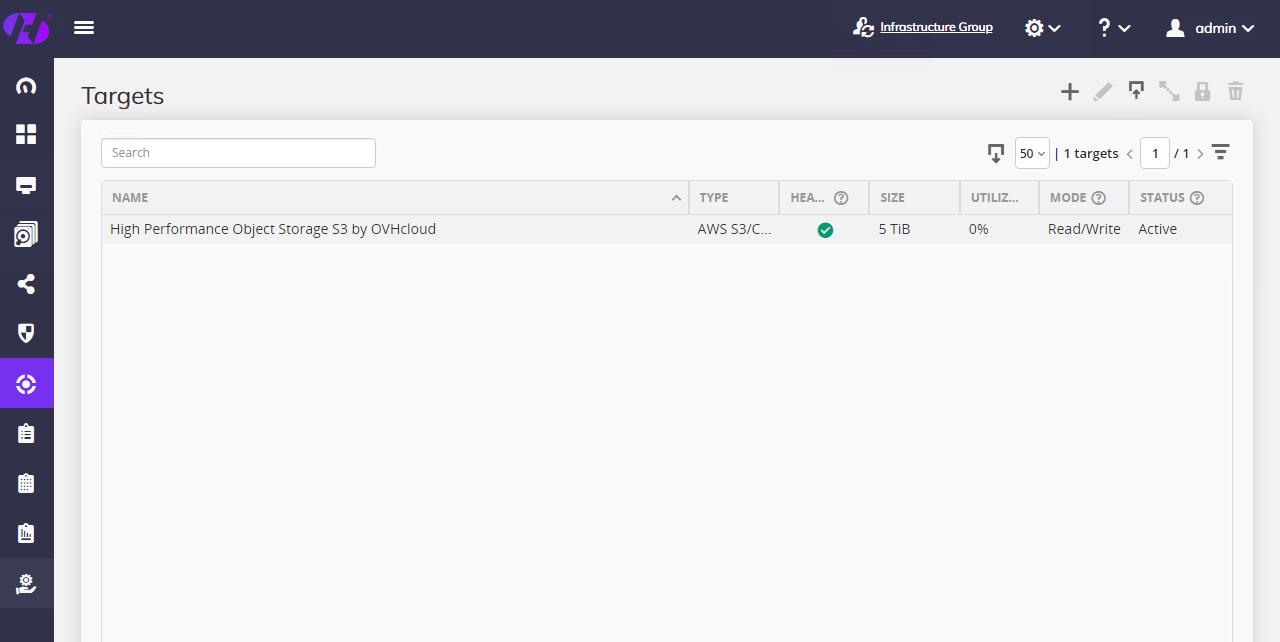 Infrastructure Group
? admin
Targets
Search
50 | 1 targets 1 / 1
NAME TYPE HEA... SIZE UTILIZ... MODE STATUS
High Performance Object Storage S3 by OVHcloud AWS S3/C... 5 TiB 0% Read/Write Active